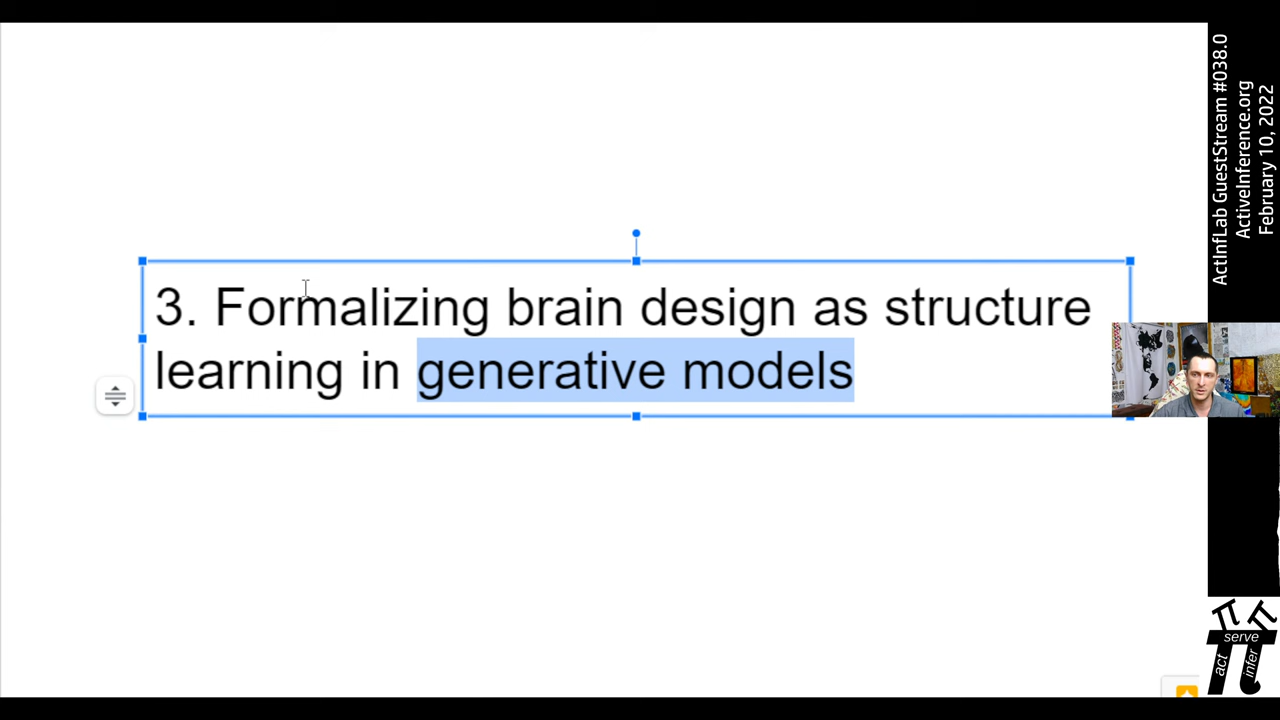 3. Formalizing brain design as structure
learning in generative models
ActInfLab GuestStream #038.0
ActiveInference.org
February 10, 2022
π π
serve
π
act
infer